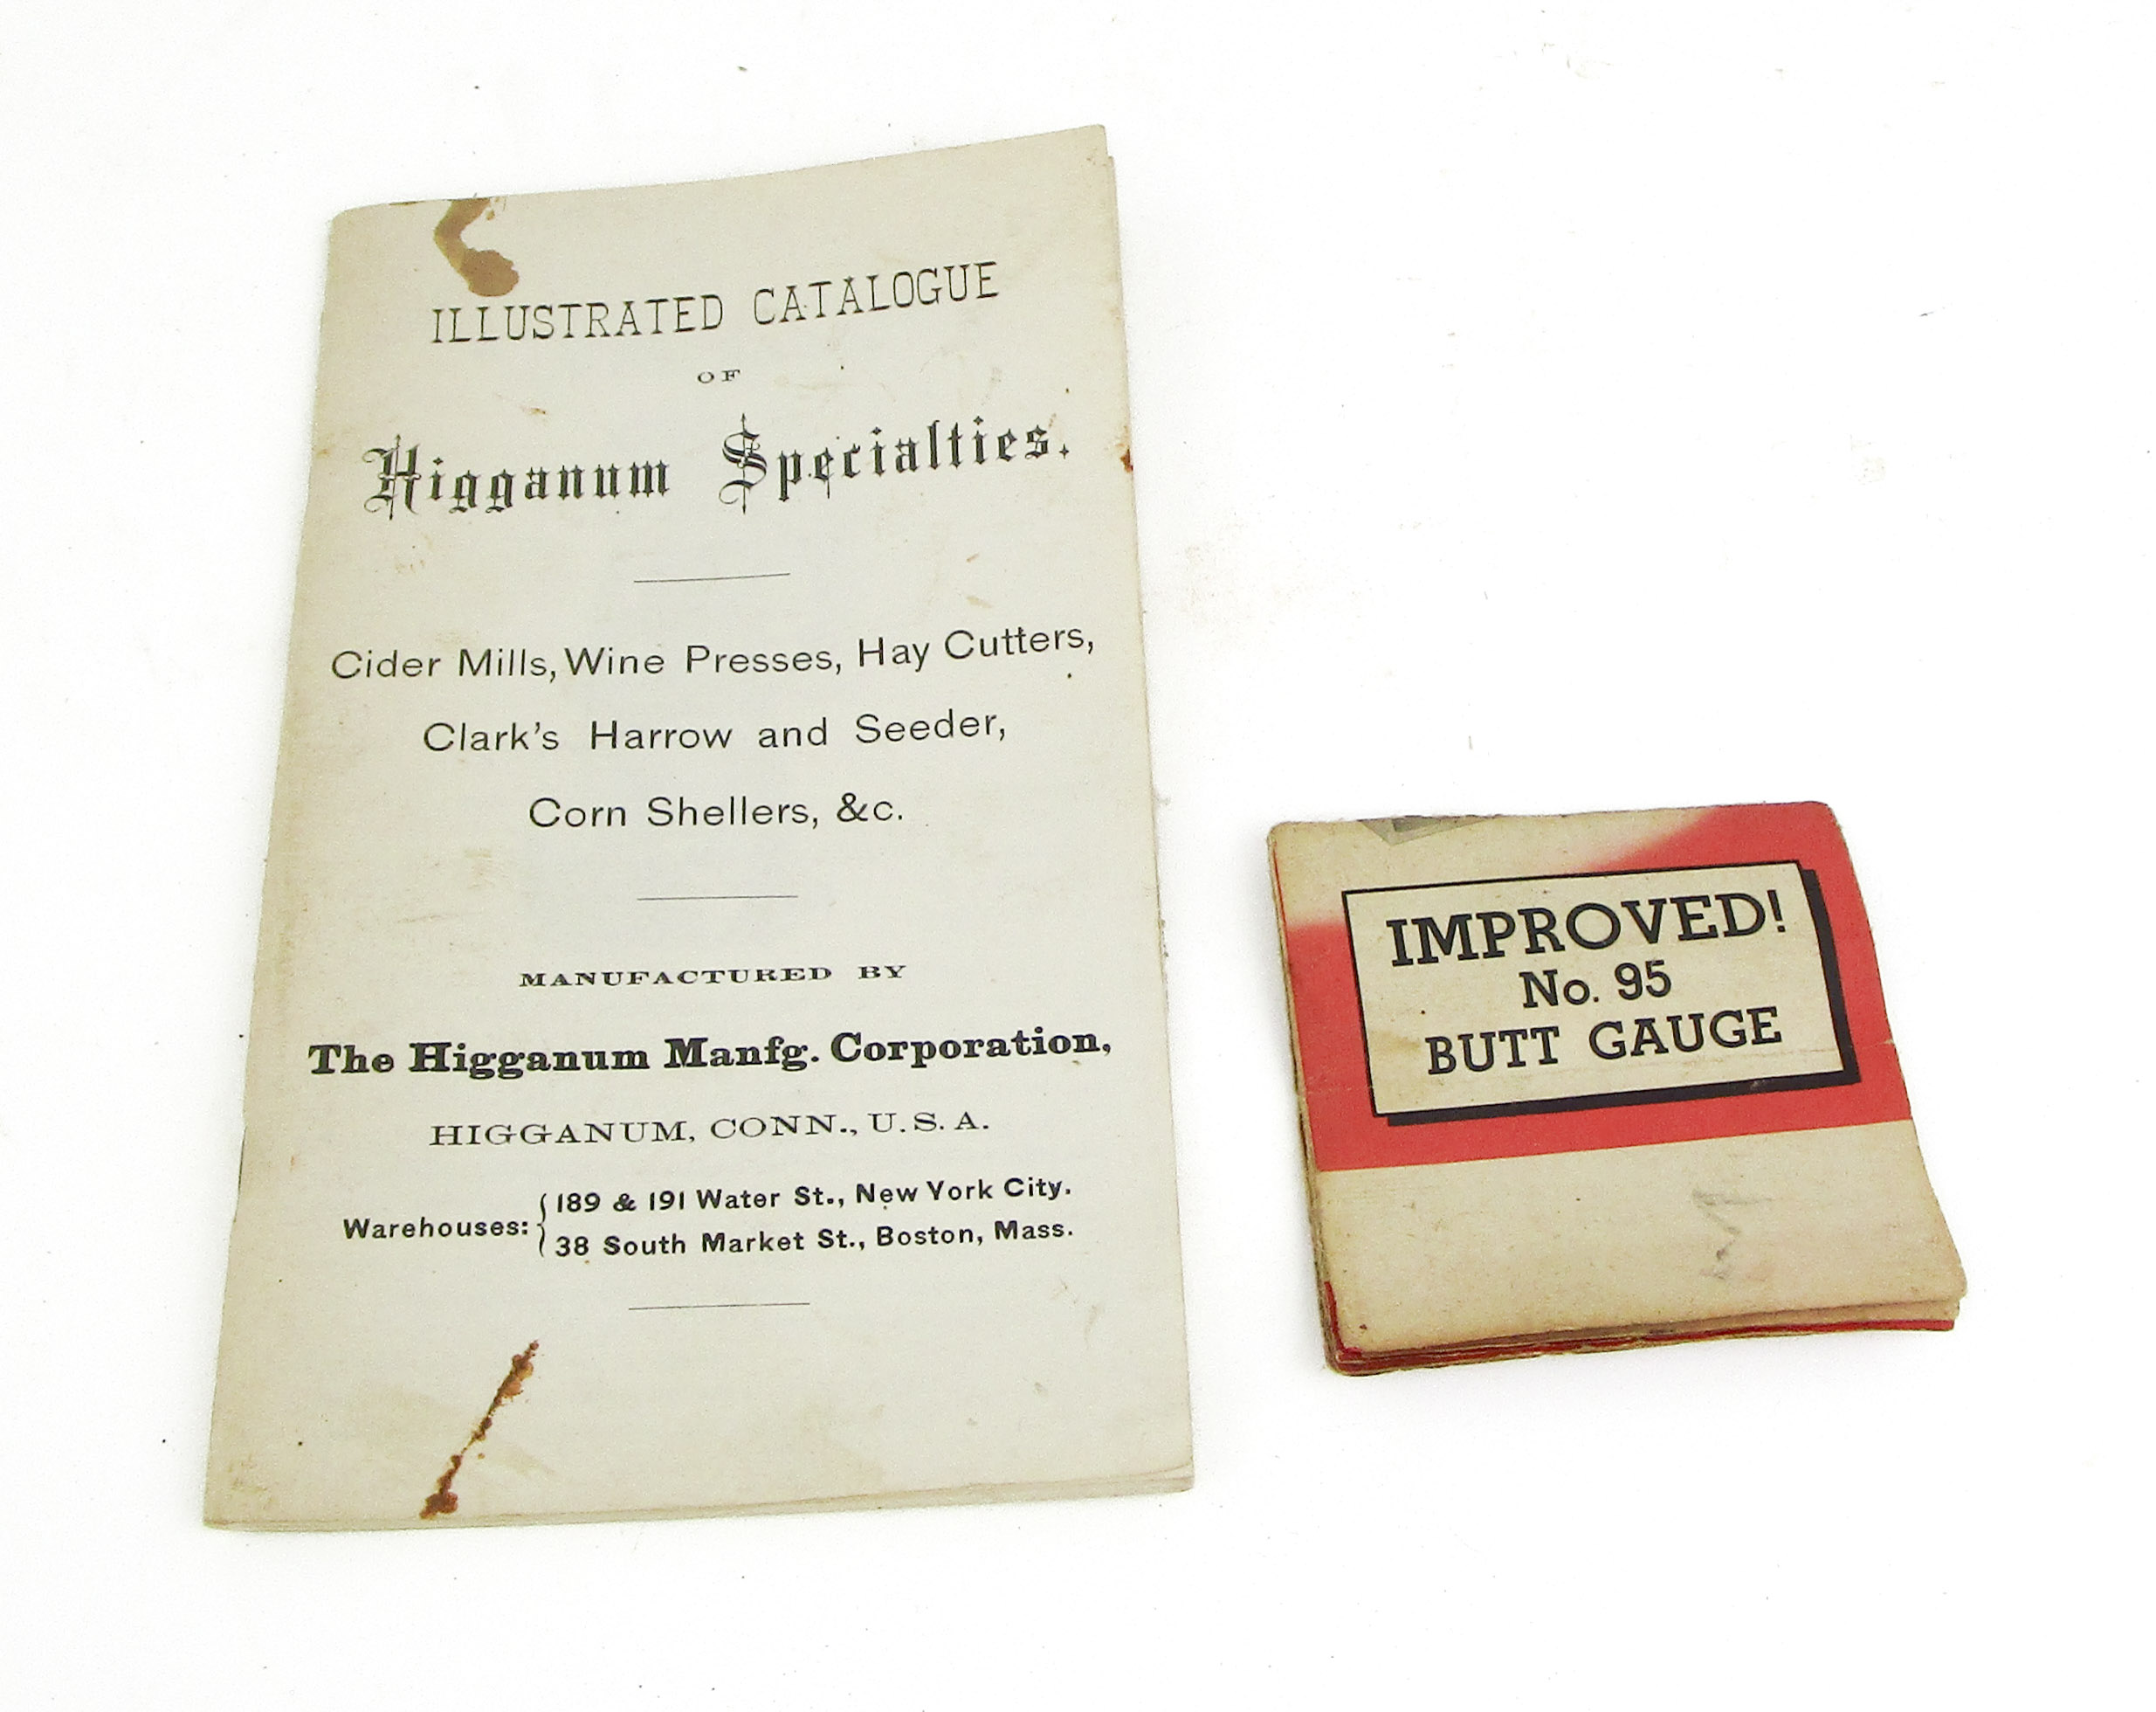 ILLUSTRATED CATALOGUE
OF
Higganum Specialties.
Cider Mills, Wine Presses, Hay Cutters,
Clark's Harrow and Seeder,
Corn Shellers, &c.
MANUFACTURED BY
The Higganum Manfg. Corporation,
HIGGANUM, CONN., U.S.A.
Warehouses: { 189 & 191 Water St., New York City.
38 South Market St., Boston, Mass.
IMPROVED!
No. 95
BUTT GAUGE